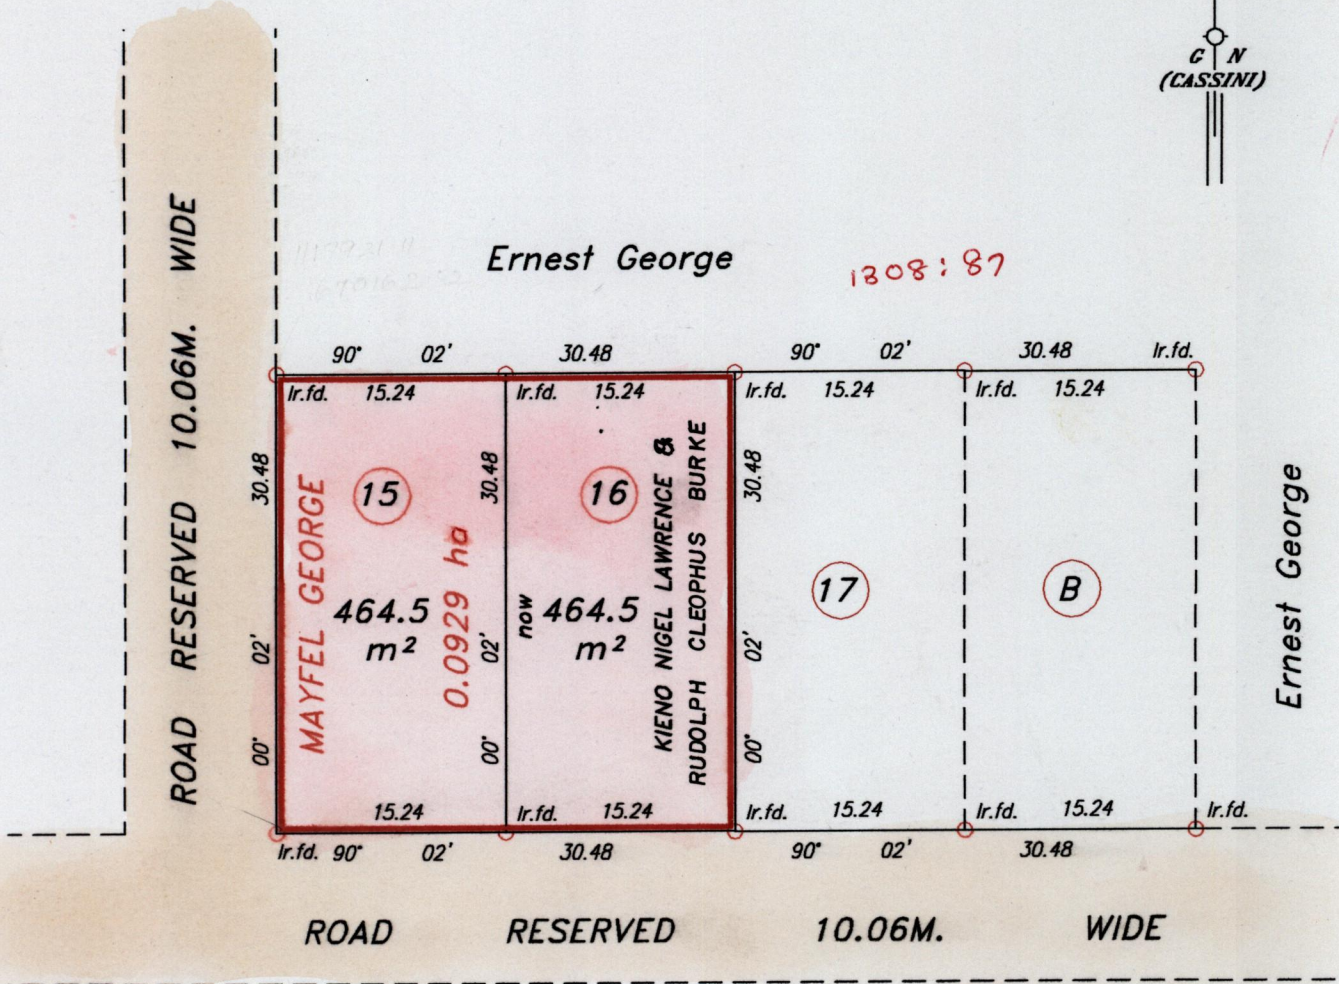 G N
(CASSINI)
ROAD RESERVED 10.06M. WIDE
Ernest George
1308:87
90° 02' 30.48 90° 02' 30.48 Ir.fd.
Ir.fd. 15.24 Ir.fd. 15.24 Ir.fd. 15.24 Ir.fd. 15.24
00° 02' 30.48
MAYFEL GEORGE
15
464.5
m²
0.0929 ha
00° 02' 30.48
now
16
464.5
m²
KIENO NIGEL LAWRENCE &
RUDOLPH CLEOPHUS BURKE
00° 02' 30.48
17
B
Ernest George
15.24 Ir.fd. 15.24 Ir.fd. 15.24 Ir.fd. 15.24 Ir.fd.
Ir.fd. 90° 02' 30.48 90° 02' 30.48
ROAD RESERVED 10.06M. WIDE